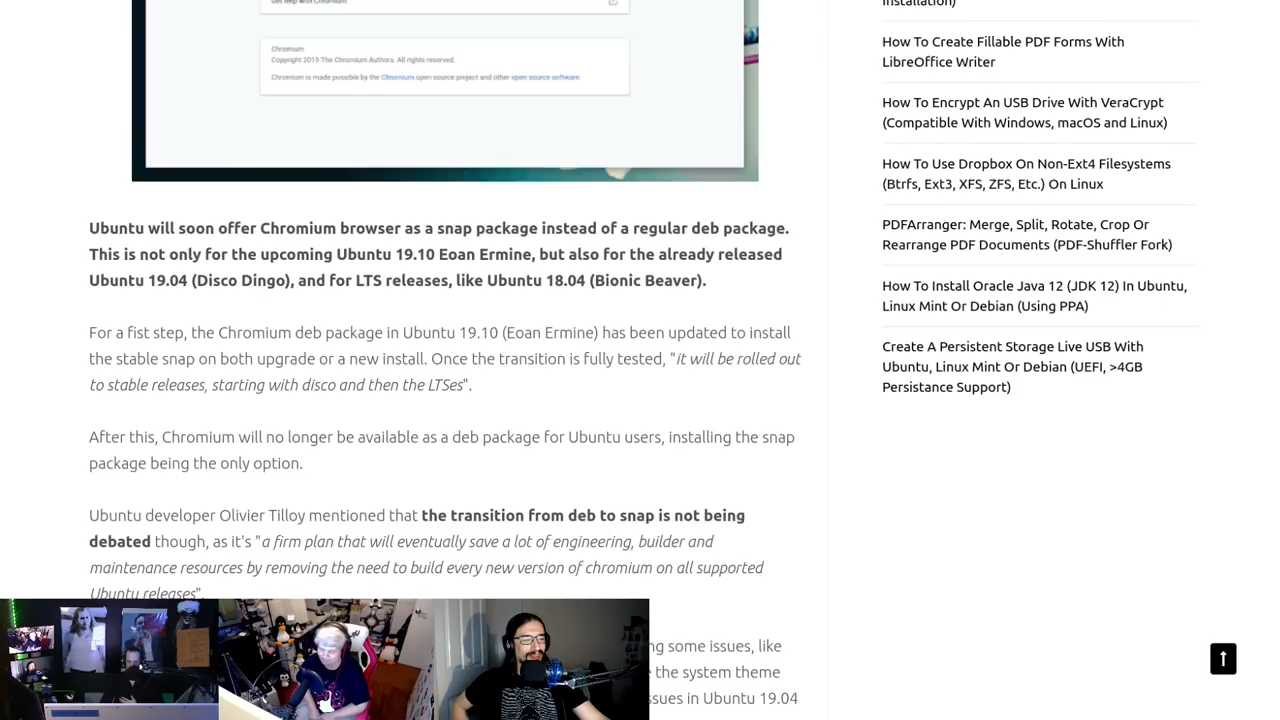 Get help with Chromium
Chromium
Copyright 2019 The Chromium Authors. All rights reserved.
Chromium is made possible by the Chromium open source project and other open source software.
Ubuntu will soon offer Chromium browser as a snap package instead of a regular deb package.
This is not only for the upcoming Ubuntu 19.10 Eoan Ermine, but also for the already released
Ubuntu 19.04 (Disco Dingo), and for LTS releases, like Ubuntu 18.04 (Bionic Beaver).
For a fist step, the Chromium deb package in Ubuntu 19.10 (Eoan Ermine) has been updated to install
the stable snap on both upgrade or a new install. Once the transition is fully tested, "it will be rolled out
to stable releases, starting with disco and then the LTSes".
After this, Chromium will no longer be available as a deb package for Ubuntu users, installing the snap
package being the only option.
Ubuntu developer Olivier Tilloy mentioned that the transition from deb to snap is not being
debated though, as it's "a firm plan that will eventually save a lot of engineering, builder and
maintenance resources by removing the need to build every new version of chromium on all supported
Ubuntu releases".
some issues, like
the system theme
in Ubuntu 19.04
Installation)
How To Create Fillable PDF Forms With
LibreOffice Writer
How To Encrypt An USB Drive With VeraCrypt
(Compatible With Windows, macOS and Linux)
How To Use Dropbox On Non-Ext4 Filesystems
(Btrfs, Ext3, XFS, ZFS, Etc.) On Linux
PDFArranger: Merge, Split, Rotate, Crop Or
Rearrange PDF Documents (PDF-Shuffler Fork)
How To Install Oracle Java 12 (JDK 12) In Ubuntu,
Linux Mint Or Debian (Using PPA)
Create A Persistent Storage Live USB With
Ubuntu, Linux Mint Or Debian (UEFI, >4GB
Persistance Support)